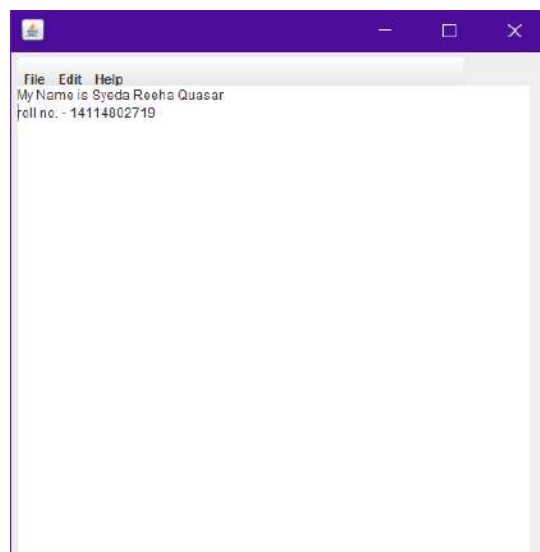 File Edit Help
My Name is Syeda Reeha Quasar
roll no. - 14114802719